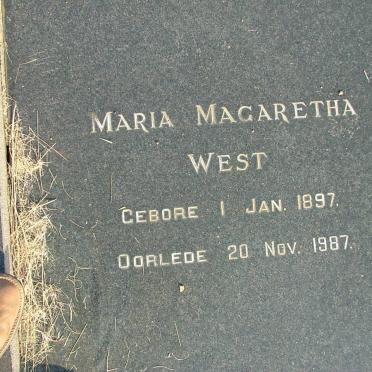 MARIA MAGARETHA
WEST
GEBORE 1 JAN. 1897.
OORLEDE 20 NOV. 1987.